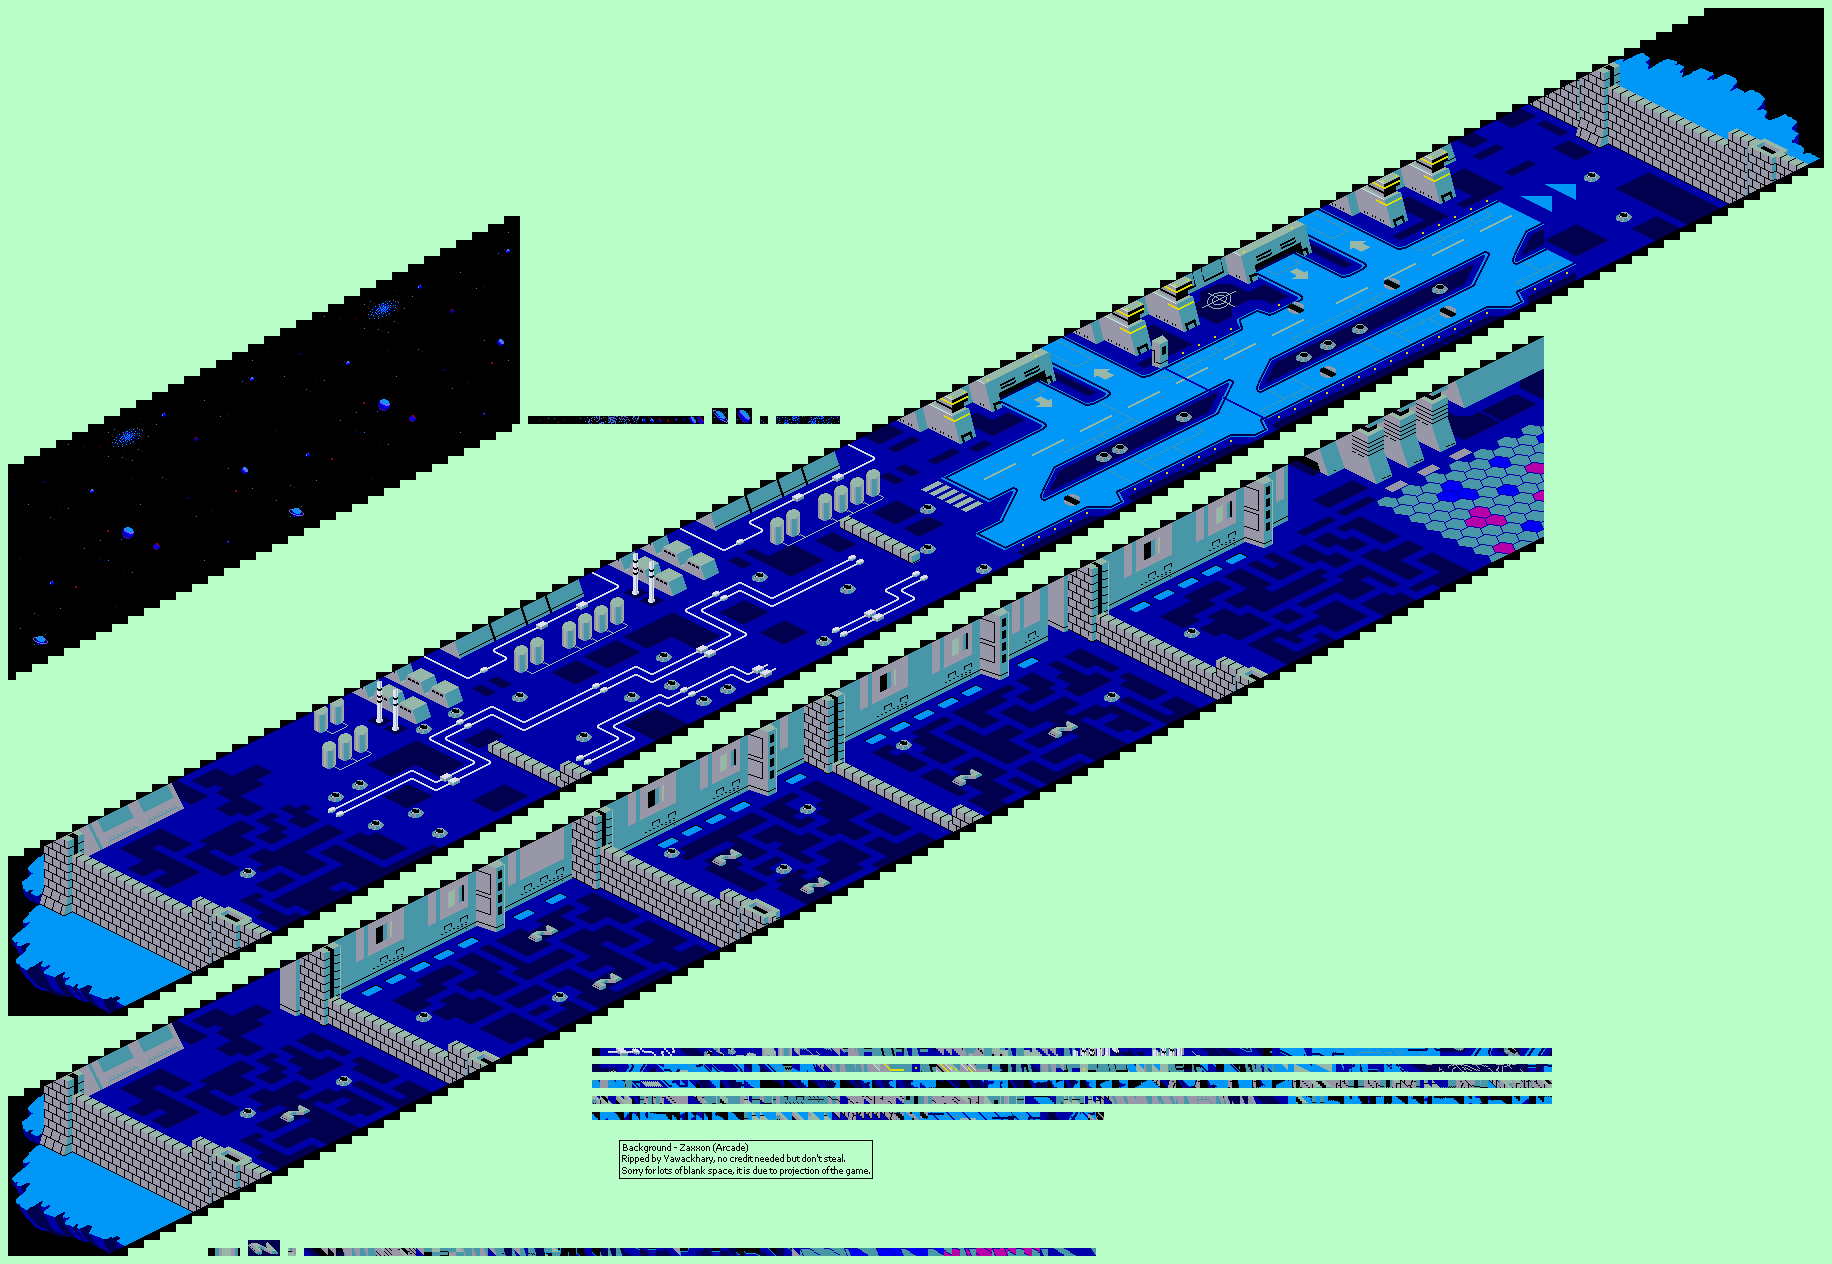 Background - Zaxxon (Arcade)
Ripped by Yawackhary, no credit needed but don't steal.
Sorry for lots of blank space, it is due to projection of the game.